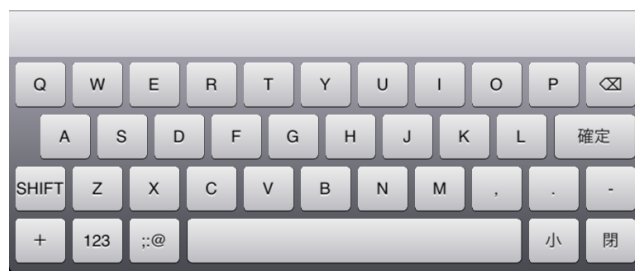 Q W E R T Y U I O P ⌫
A S D F G H J K L 確定
SHIFT Z X C V B N M , . -
+ 123 ;:@ 小 閉